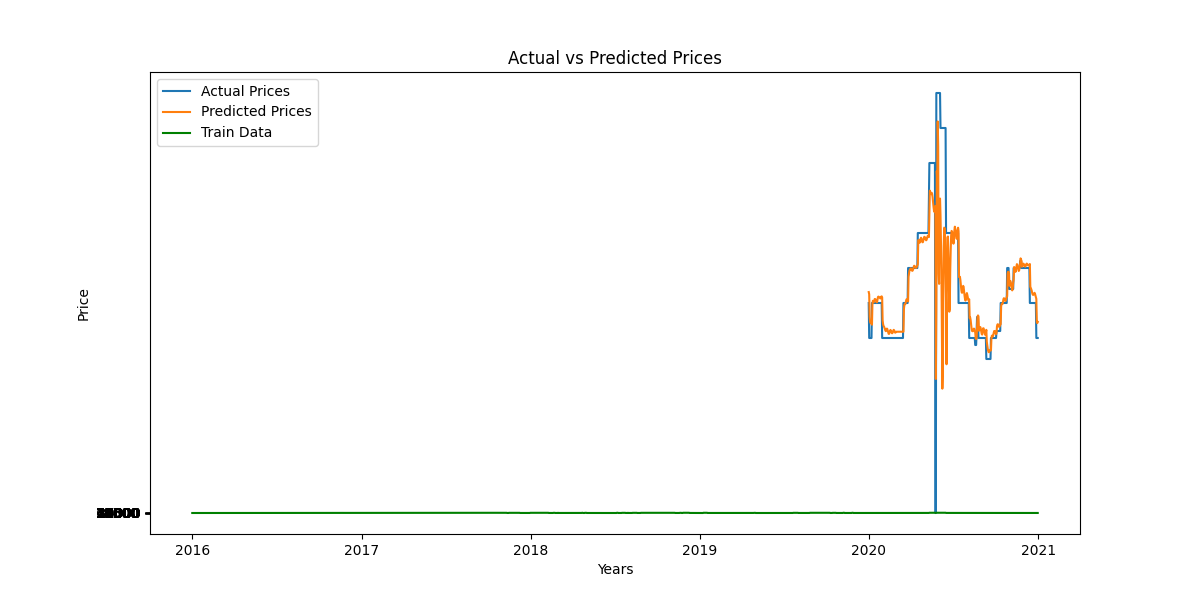 Actual vs Predicted Prices
Actual Prices
Predicted Prices
Train Data
Price
2016 2017 2018 2019 2020 2021
Years